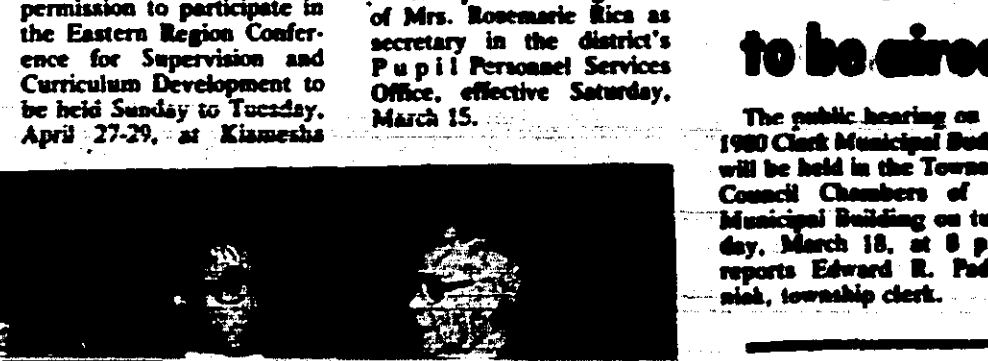 permission to participate in
the Eastern Region Confer-
ence for Supervision and
Curriculum Development to
be held Sunday to Tuesday,
April 27-29, at Kiamesha
of Mrs. Rosemarie Rica as
secretary in the district's
Pupil Personnel Services
Office, effective Saturday,
March 15.
to be aired
The public hearing on
1980 Clark Municipal Bud
will be held in the Towns
Council Chambers of
Municipal Building on tu
day, March 18, at 8 p
reports Edward R. Pad
niak, township clerk.